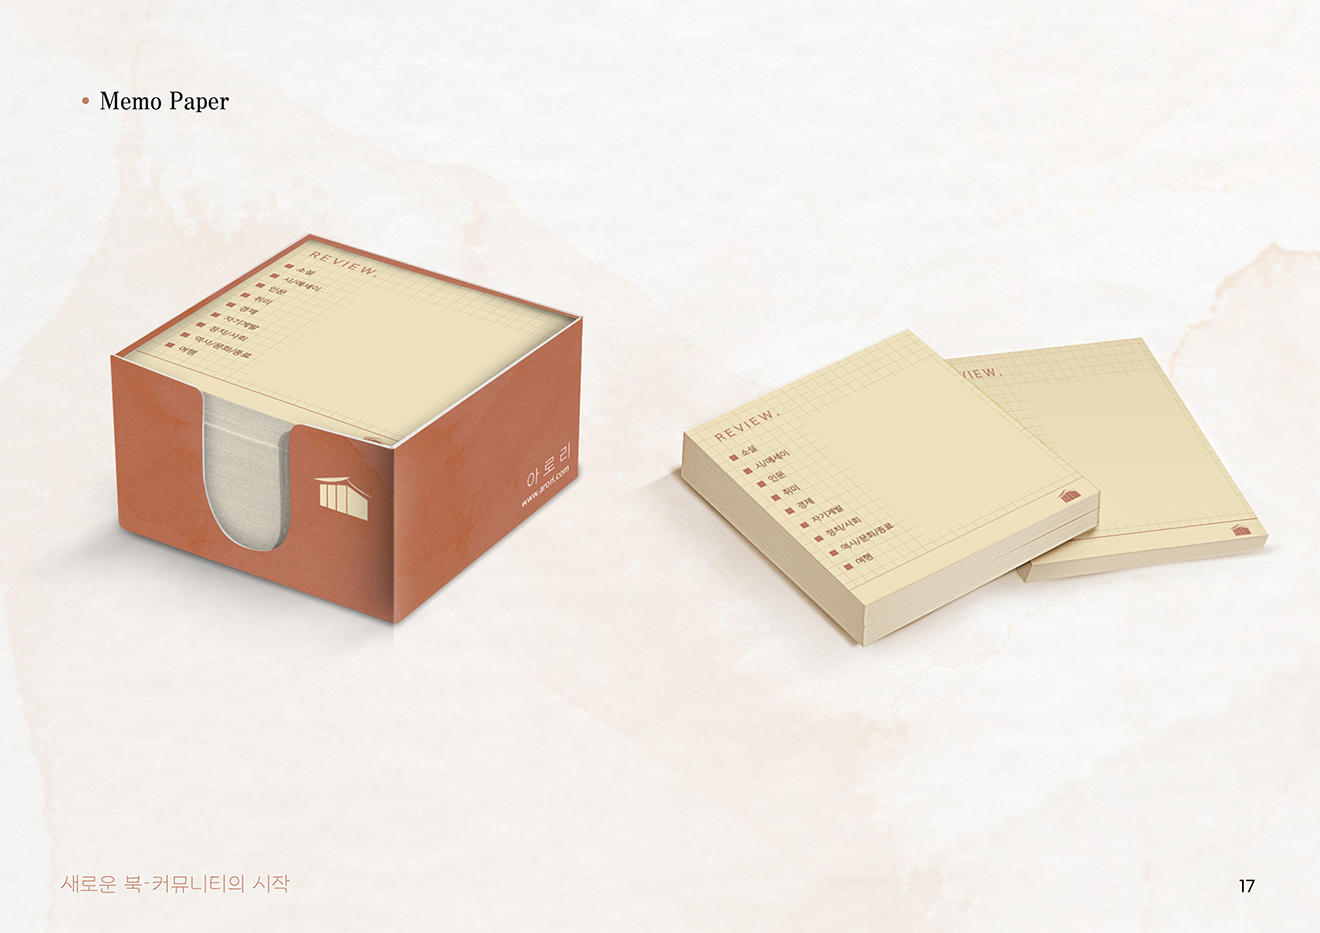 Memo Paper
REVIEW.
소설
시/에세이
인문
취미
경제
자기계발
정치/사회
역사/문화/종료
여행
아로리
www.arori.com
REVIEW.
소설
시/에세이
인문
취미
경제
자기계발
정치/사회
역사/문화/종료
여행
VIEW.
새로운 북-커뮤니티의 시작
17